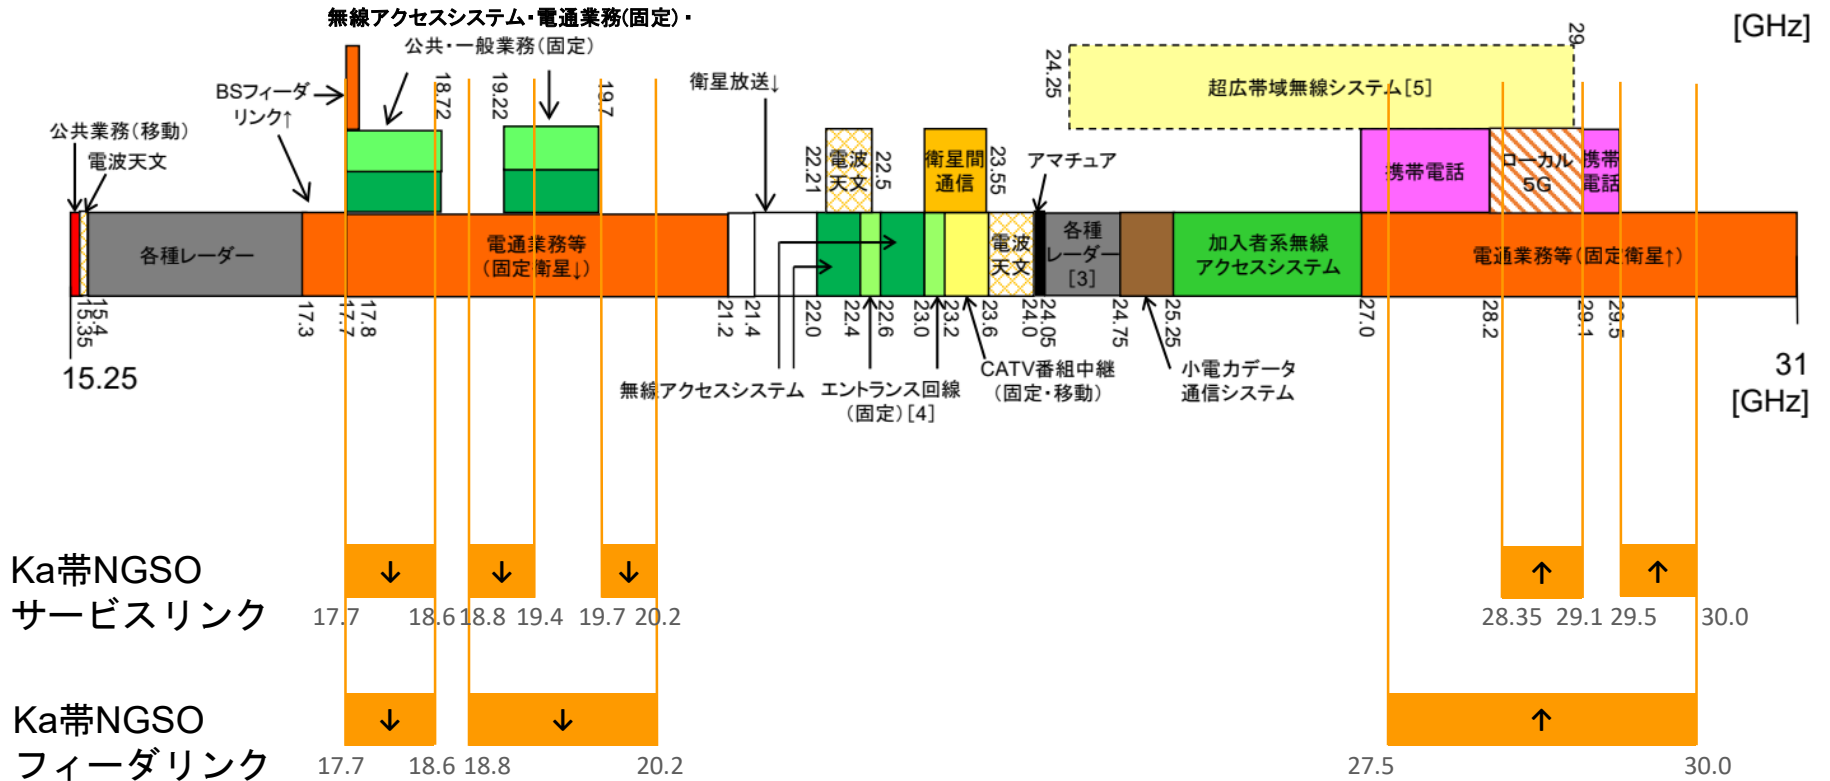 無線アクセスシステム・電通業務(固定)・
公共・一般業務(固定)
[GHz]
BSフィーダ
リンク↑
18.72
19.22
19.7
衛星放送↓
24.25
29
超広帯域無線システム[5]
公共業務(移動)
電波天文
22.21
電波
天文
22.5
衛星間
通信
23.55
アマチュア
携帯電話
ローカル
5G
携帯
電話
各種レーダー
電通業務等
(固定衛星↓)
電波
天文
各種
レーダー
[3]
加入者系無線
アクセスシステム
電通業務等(固定衛星↑)
15.35
15.4
17.3
17.7
17.8
21.2
21.4
22.0
22.4
22.6
23.0
23.2
23.6
24.0
24.05
24.75
25.25
27.0
28.2
29.1
29.5
15.25
31
[GHz]
無線アクセスシステム
エントランス回線
(固定)[4]
CATV番組中継
(固定・移動)
小電力データ
通信システム
Ka帯NGSO
サービスリンク
↓
↓
↓
↑
↑
17.7
18.6
18.8
19.4
19.7
20.2
28.35
29.1
29.5
30.0
Ka帯NGSO
フィーダリンク
↓
↓
↑
17.7
18.6
18.8
20.2
27.5
30.0